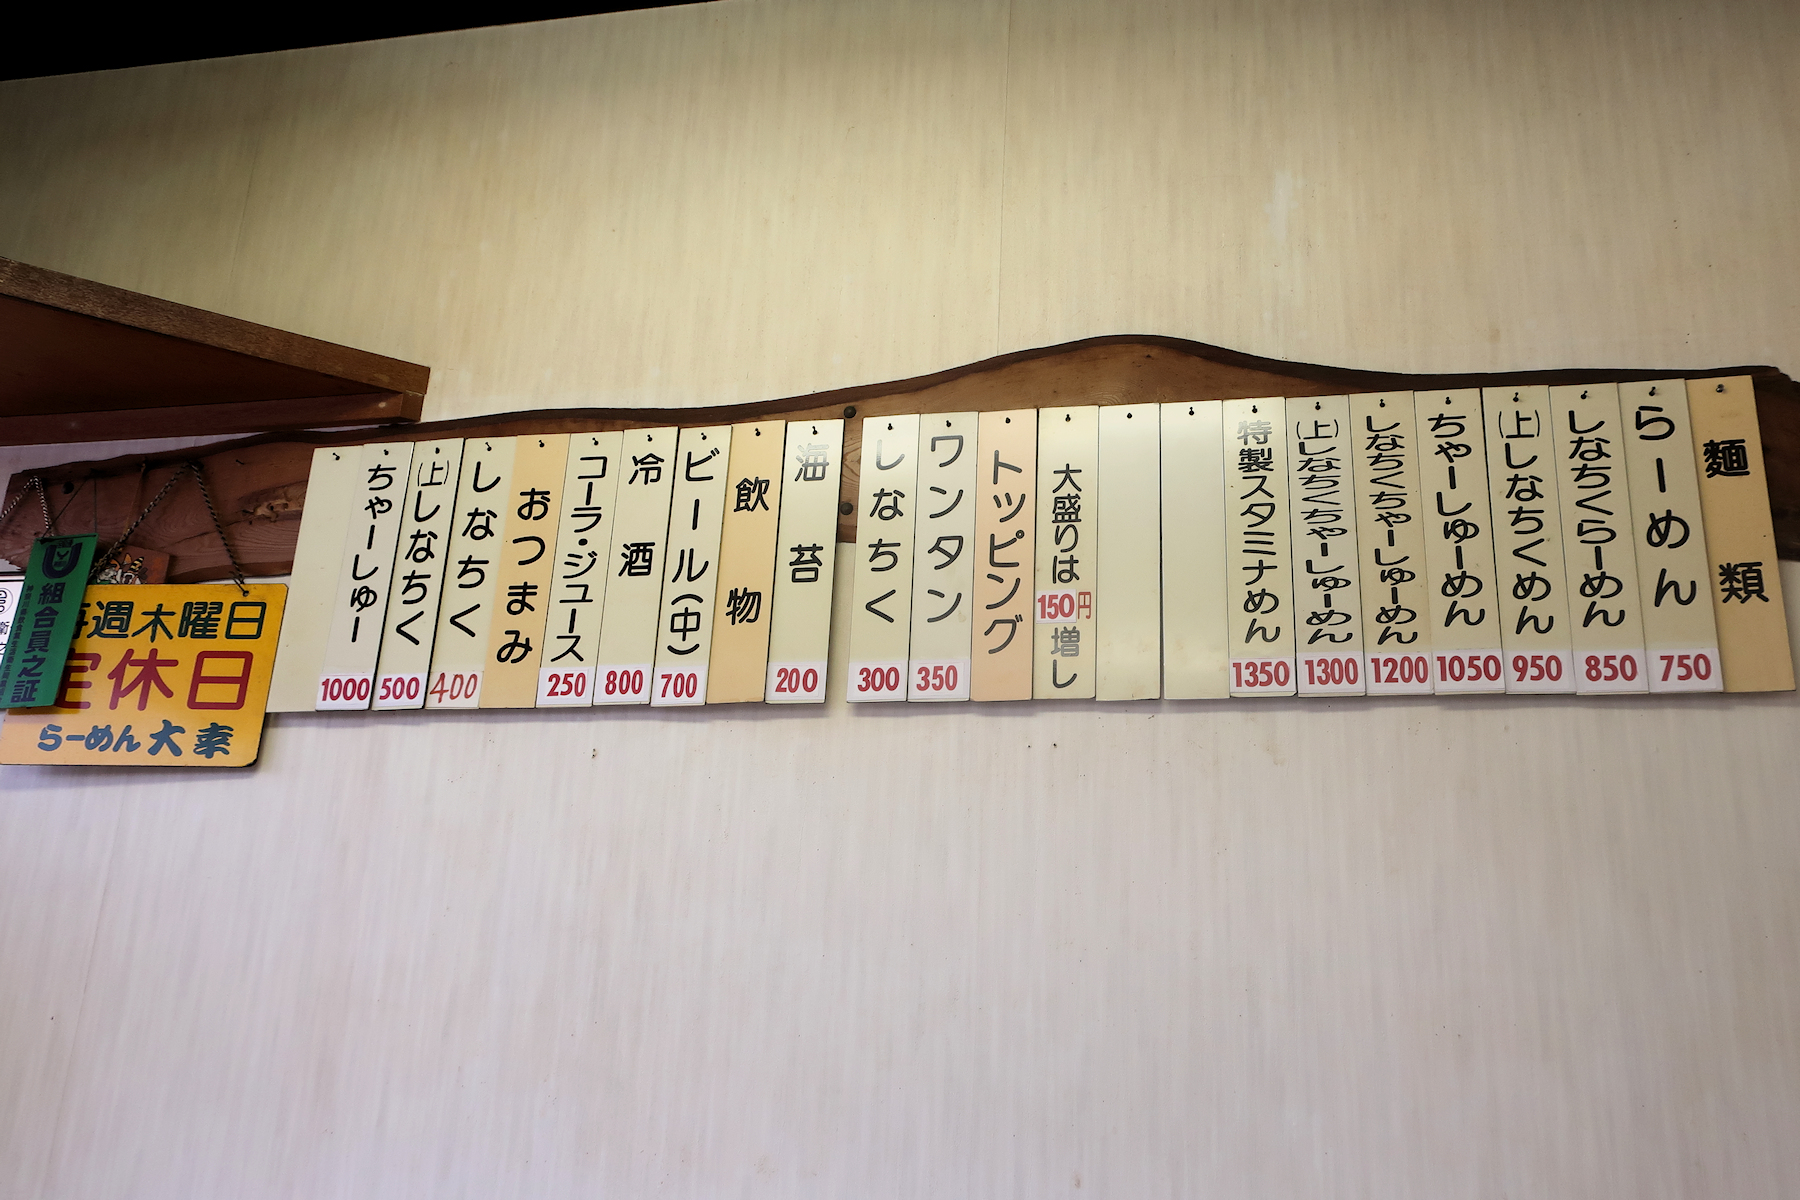 麺類
らーめん
750
しなちくらーめん
850
(上)しなちくめん
950
ちゃーしゅーめん
1050
しなちくちゃーしゅーめん
1200
(上)しなちくちゃーしゅーめん
1300
特製スタミナめん
1350
大盛りは
150円
増し
トッピング
ワンタン
350
しなちく
300
海苔
200
飲物
ビール(中)
700
冷酒
800
コーラ・ジュース
250
おつまみ
しなちく
400
(上)しなちく
500
ちゃーしゅー
1000
毎週木曜日
定休日
らーめん大幸
組合員之証